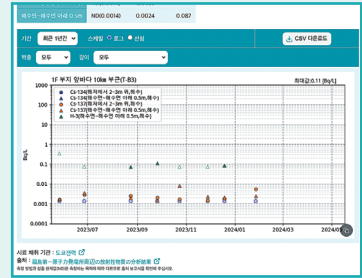 해수면~해수면 아래 0.5m ND(0.0014) 0.0024 0.087
기간 최근 1년간 스케일 로그 선형 CSV 다운로드
핵종 모두 깊이 모두
1F 부지 앞바다 10km 부근(T-B3) 최대값:0.11 [Bq/L]
Cs-134(해저에서 2~3m 위,해수)
Cs-134(해수면~해수면 아래 0.5m,해수)
Cs-137(해저에서 2~3m 위,해수)
Cs-137(해수면~해수면 아래 0.5m,해수)
H-3(해수면~해수면 아래 0.5m,해수)
Bq/L
1000
100
10
1
0.1
0.01
0.001
0.0001
2023/07 2023/09 2023/11 2024/01 2024/03 2024/05
시료 채취 기관 : 도쿄전력
출처 : 福島第一原子力発電所周辺の放射性物質の分析結果